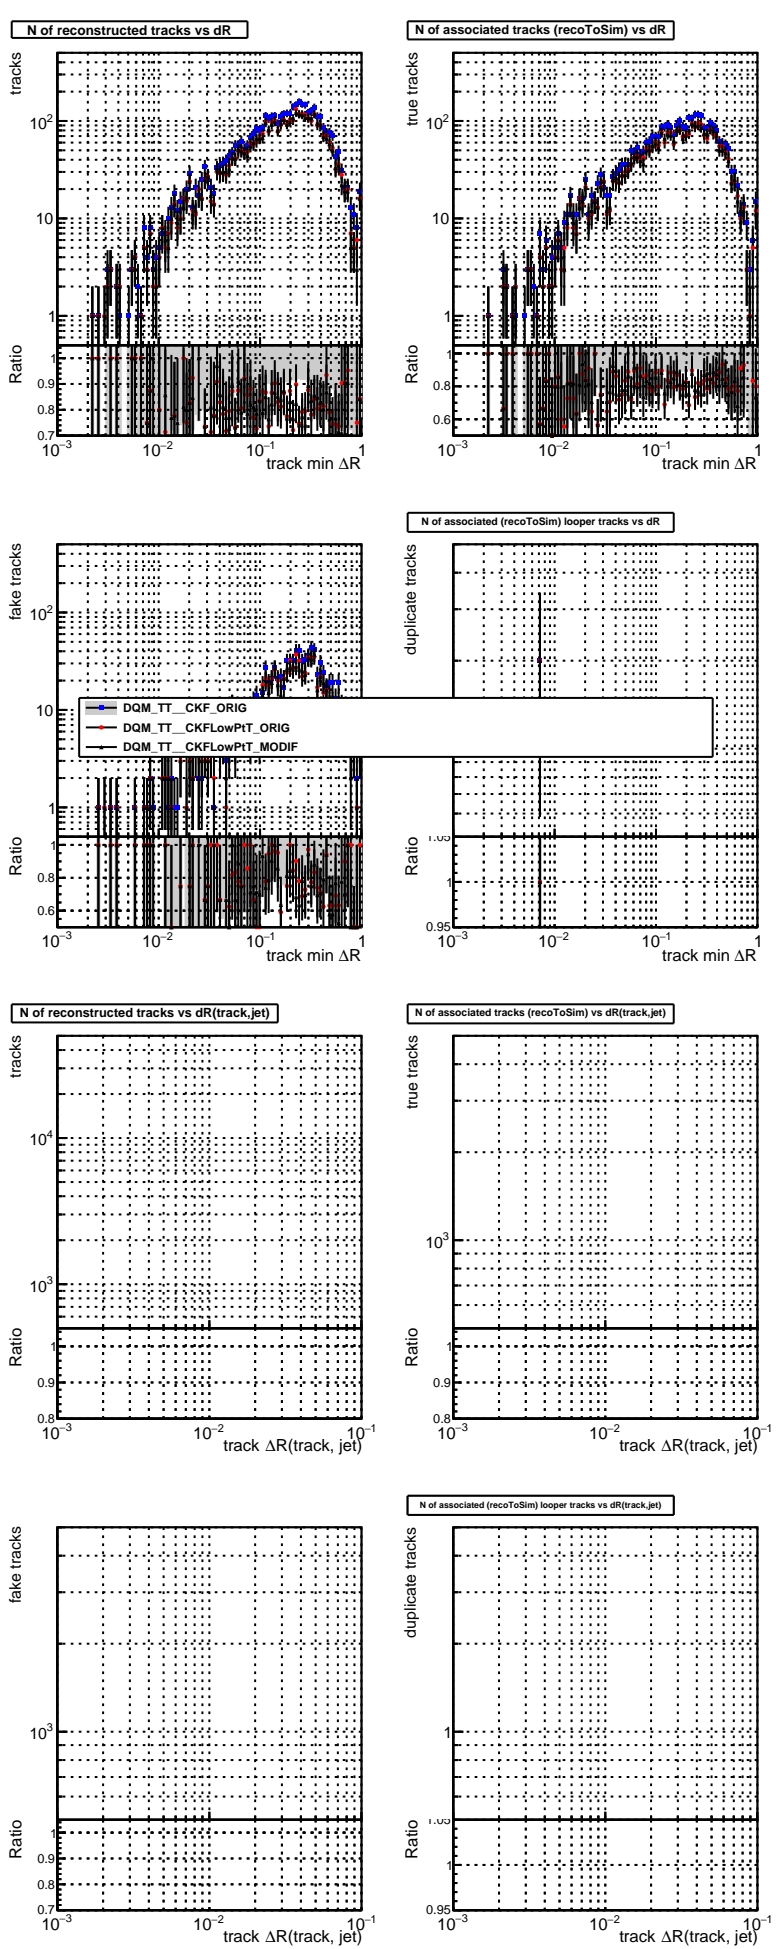 N of reconstructed tracks vs dR
tracks
10²
10
1
Ratio
1
0.9
0.8
0.7
10⁻³
10⁻²
10⁻¹
1
track min ΔR
N of associated tracks (recoToSim) vs dR
true tracks
10²
10
1
Ratio
1
0.8
0.6
10⁻³
10⁻²
10⁻¹
1
track min ΔR
fake tracks
10²
10
1
Ratio
1
0.8
0.6
10⁻³
10⁻²
10⁻¹
1
track min ΔR
N of associated (recoToSim) looper tracks vs dR
duplicate tracks
Ratio
1.05
1
0.95
10⁻³
10⁻²
10⁻¹
1
track min ΔR
DQM_TT__CKF_ORIG
DQM_TT__CKFLowPtT_ORIG
DQM_TT__CKFLowPtT_MODIF
N of reconstructed tracks vs dR(track,jet)
tracks
10⁴
10³
Ratio
1
0.9
0.8
10⁻³
10⁻²
10⁻¹
track ΔR(track, jet)
N of associated tracks (recoToSim) vs dR(track,jet)
true tracks
10³
Ratio
1
0.9
0.8
10⁻³
10⁻²
10⁻¹
track ΔR(track, jet)
fake tracks
10³
Ratio
1
0.9
0.8
0.7
10⁻³
10⁻²
10⁻¹
track ΔR(track, jet)
N of associated (recoToSim) looper tracks vs dR(track,jet)
duplicate tracks
1
Ratio
1.05
1
0.95
10⁻³
10⁻²
10⁻¹
track ΔR(track, jet)